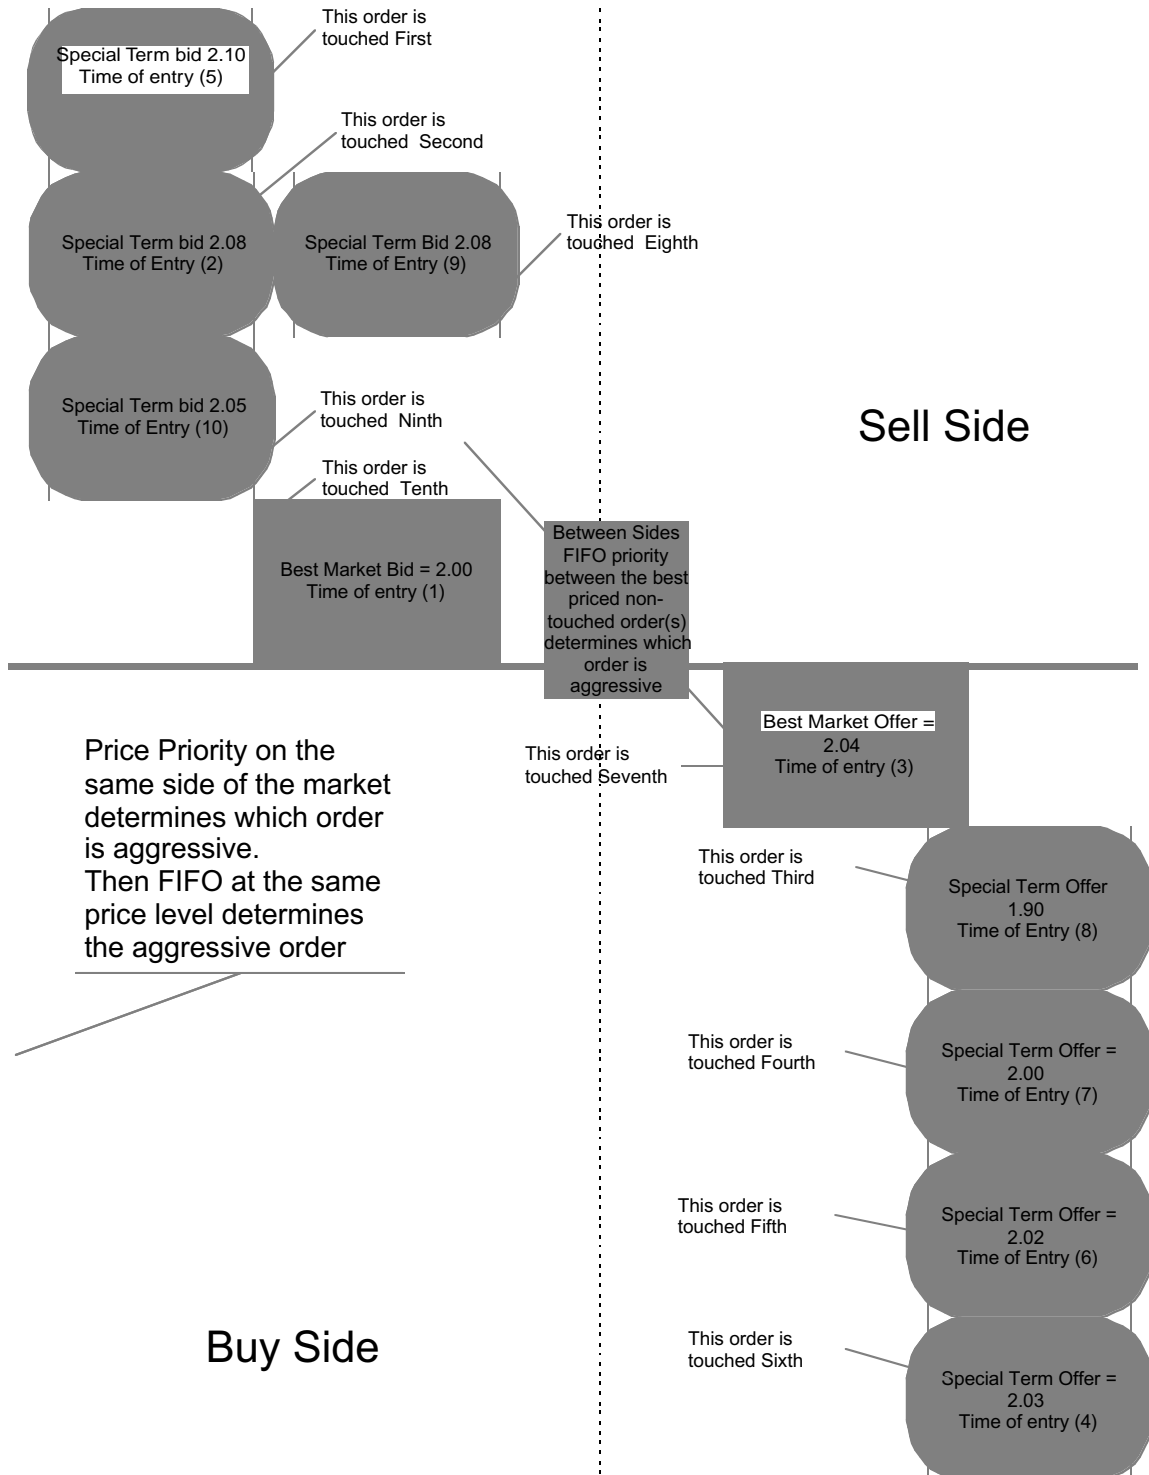 This order is
touched First
Special Term bid 2.10
Time of entry (5)
This order is
touched  Second
Special Term bid 2.08
Time of Entry (2)
Special Term Bid 2.08
Time of Entry (9)
This order is
touched  Eighth
Special Term bid 2.05
Time of Entry (10)
This order is
touched  Ninth
Sell Side
This order is
touched  Tenth
Best Market Bid = 2.00
Time of entry (1)
Between Sides
FIFO priority
between the best
priced non-
touched order(s)
determines which
order is
aggressive
Best Market Offer =
2.04
Time of entry (3)
This order is
touched Seventh
Price Priority on the
same side of the market
determines which order
is aggressive.
Then FIFO at the same
price level determines
the aggressive order
This order is
touched Third
Special Term Offer
1.90
Time of Entry (8)
This order is
touched Fourth
Special Term Offer =
2.00
Time of Entry (7)
This order is
touched Fifth
Special Term Offer =
2.02
Time of Entry (6)
Buy Side
This order is
touched Sixth
Special Term Offer =
2.03
Time of entry (4)